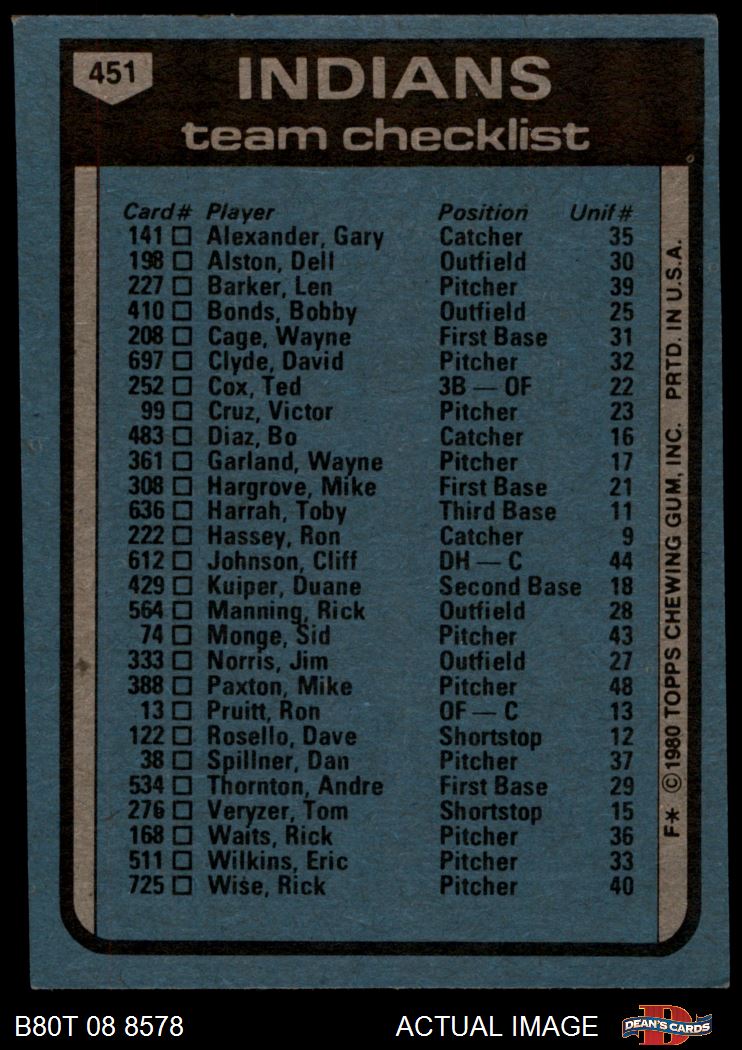 451
INDIANS
team checklist
Card# Player Position Unif#
141 Alexander, Gary Catcher 35
198 Alston, Dell Outfield 30
227 Barker, Len Pitcher 39
410 Bonds, Bobby Outfield 25
208 Cage, Wayne First Base 31
697 Clyde, David Pitcher 32
252 Cox, Ted 3B — OF 22
99 Cruz, Victor Pitcher 23
483 Diaz, Bo Catcher 16
361 Garland, Wayne Pitcher 17
308 Hargrove, Mike First Base 21
636 Harrah, Toby Third Base 11
222 Hassey, Ron Catcher 9
612 Johnson, Cliff DH — C 44
429 Kuiper, Duane Second Base 18
564 Manning, Rick Outfield 28
74 Monge, Sid Pitcher 43
333 Norris, Jim Outfield 27
388 Paxton, Mike Pitcher 48
13 Pruitt, Ron OF — C 13
122 Rosello, Dave Shortstop 12
38 Spillner, Dan Pitcher 37
534 Thornton, Andre First Base 29
276 Veryzer, Tom Shortstop 15
168 Waits, Rick Pitcher 36
511 Wilkins, Eric Pitcher 33
725 Wise, Rick Pitcher 40
F* ©1980 TOPPS CHEWING GUM, INC. PRTD. IN U.S.A.
B80T 08 8578 ACTUAL IMAGE
D
DEAN'S CARDS